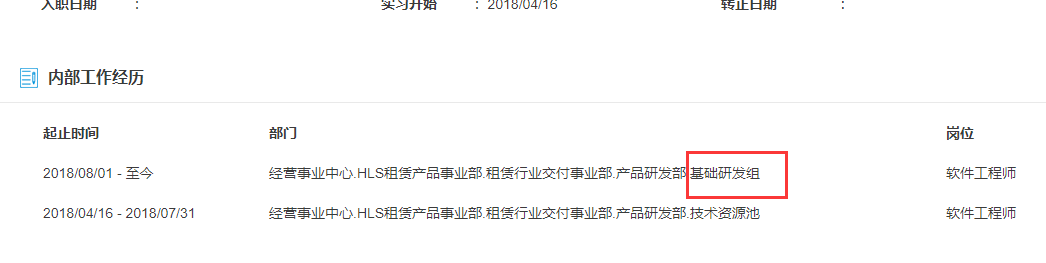 入职日期 : 实习开始 : 2018/04/16 转正日期 :
内部工作经历
起止时间 部门 岗位
2018/08/01 - 至今 经营事业中心.HLS租赁产品事业部.租赁行业交付事业部.产品研发部.基础研发组 软件工程师
2018/04/16 - 2018/07/31 经营事业中心.HLS租赁产品事业部.租赁行业交付事业部.产品研发部.技术资源池 软件工程师